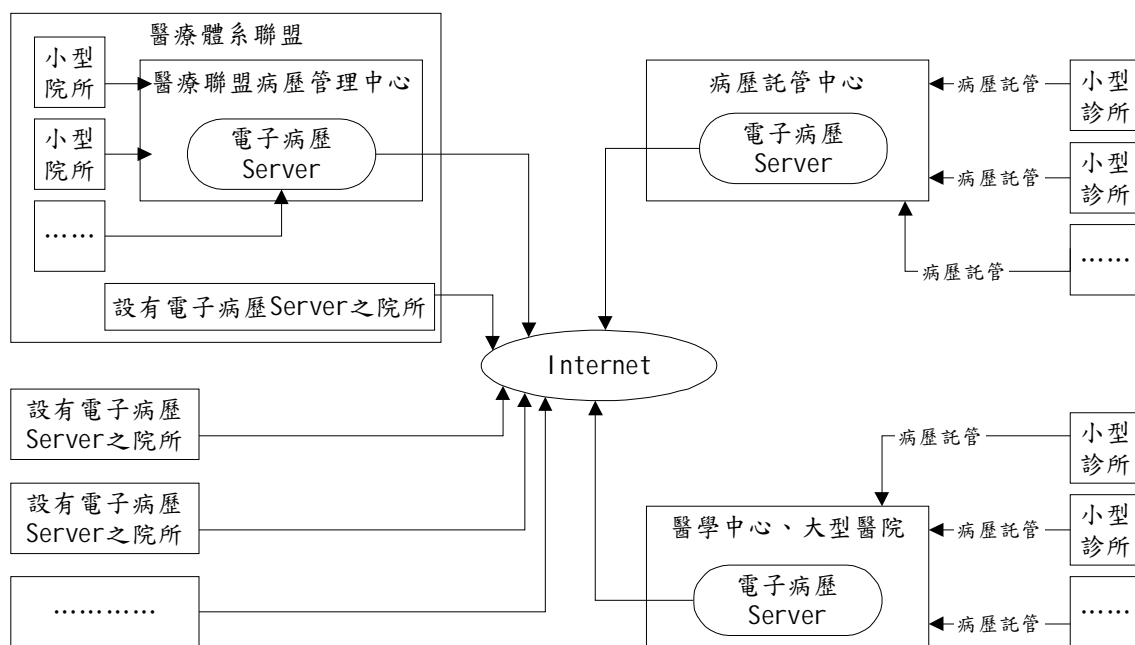 醫療體系聯盟
小型
院所
醫療聯盟病歷管理中心
小型
院所
電子病歷
Server
……
設有電子病歷Server之院所
病歷託管中心
電子病歷
Server
病歷託管
小型
診所
病歷託管
小型
診所
病歷託管
……
Internet
設有電子病歷
Server之院所
設有電子病歷
Server之院所
…………
病歷託管
小型
診所
醫學中心、大型醫院
電子病歷
Server
病歷託管
小型
診所
病歷託管
……